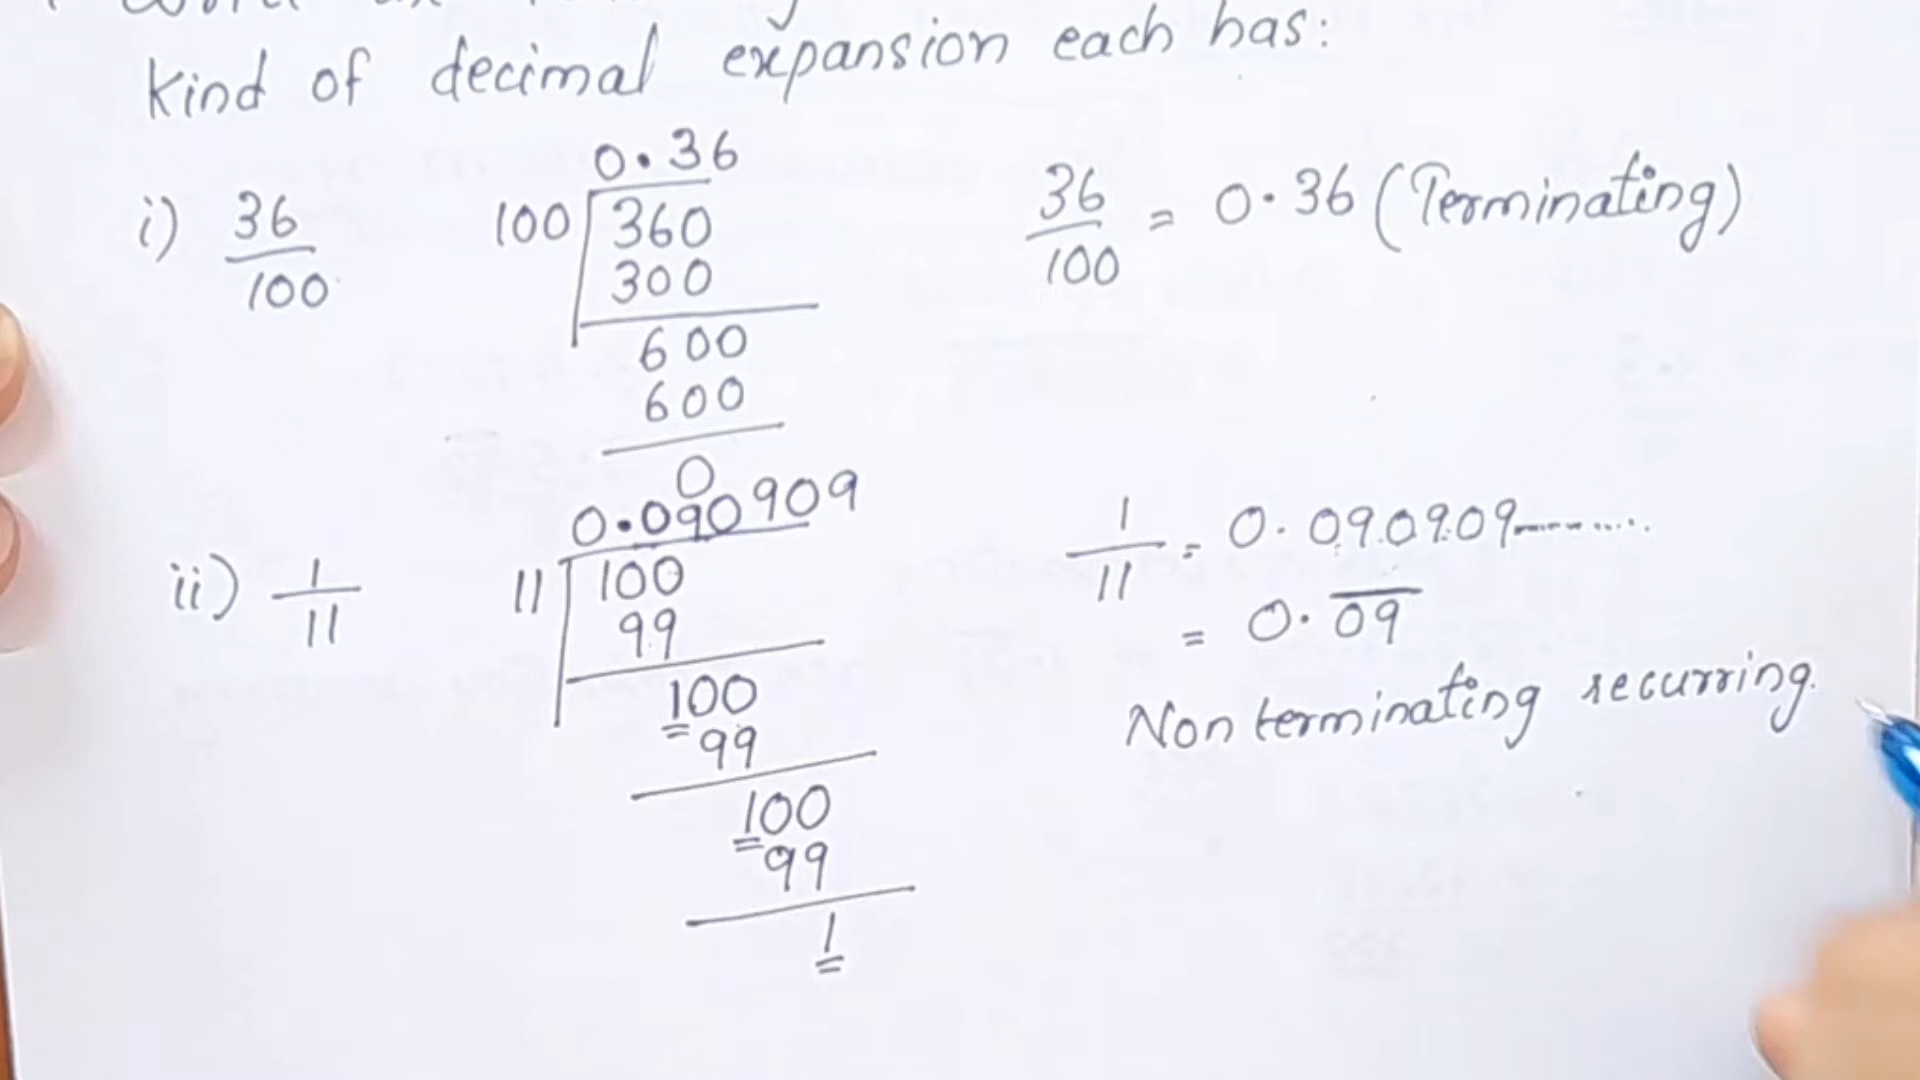 kind of decimal expansion each has:
i) 36/100
0.36
100 360
300
600
600
0
36/100 = 0.36 (Terminating)
ii) 1/11
0.090909
11 100
99
100
99
100
99
1
1/11 = 0.090909........
= 0.0̅9̅
Non terminating recurring.